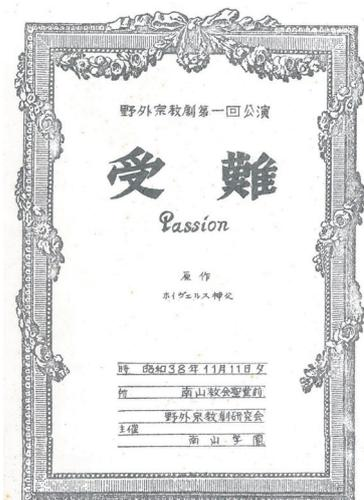 野外宗教劇第一回公演
受難
Passion
原作
ホイヴェルス神父
時 昭和38年11月11日夕
所 南山教会聖堂前
野外宗教劇研究会
主催
南山学園